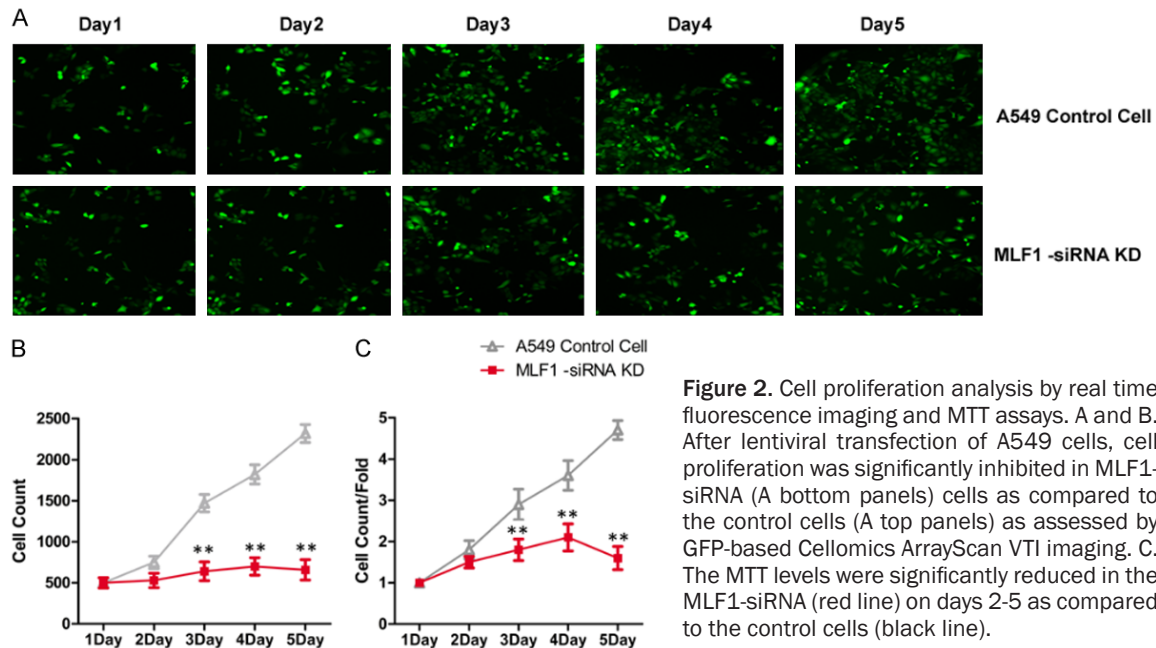 A
Day1 Day2 Day3 Day4 Day5
A549 Control Cell
MLF1 -siRNA KD
B
C
A549 Control Cell
MLF1 -siRNA KD
Cell Count
2500
2000
1500
1000
500
0
** ** **
1Day 2Day 3Day 4Day 5Day
Cell Count/Fold
5
4
3
2
1
0
** ** **
1Day 2Day 3Day 4Day 5Day
Figure 2. Cell proliferation analysis by real time
fluorescence imaging and MTT assays. A and B.
After lentiviral transfection of A549 cells, cell
proliferation was significantly inhibited in MLF1-
siRNA (A bottom panels) cells as compared to
the control cells (A top panels) as assessed by
GFP-based Cellomics ArrayScan VTI imaging. C.
The MTT levels were significantly reduced in the
MLF1-siRNA (red line) on days 2-5 as compared
to the control cells (black line).